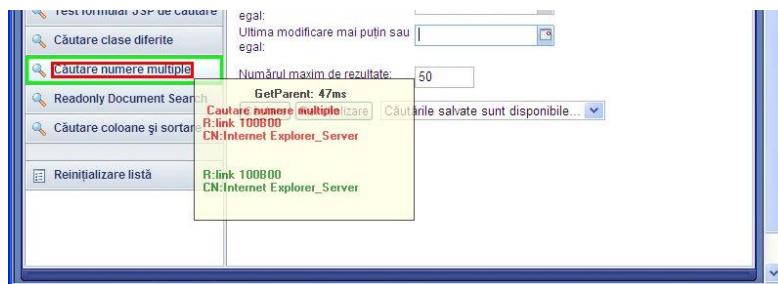 Test formular JSP de căutare
egal:
Căutare clase diferite
Ultima modificare mai puțin sau
egal:
Căutare numere multiple
Numărul maxim de rezultate: 50
GetParent: 47ms
Readonly Document Search
Cautare numere multiple
Căutările salvate sunt disponibile...
R:link 100B00
Căutare coloane şi sortare
CN:Internet Explorer_Server
Reinițializare listă
R:link 100B00
CN:Internet Explorer_Server